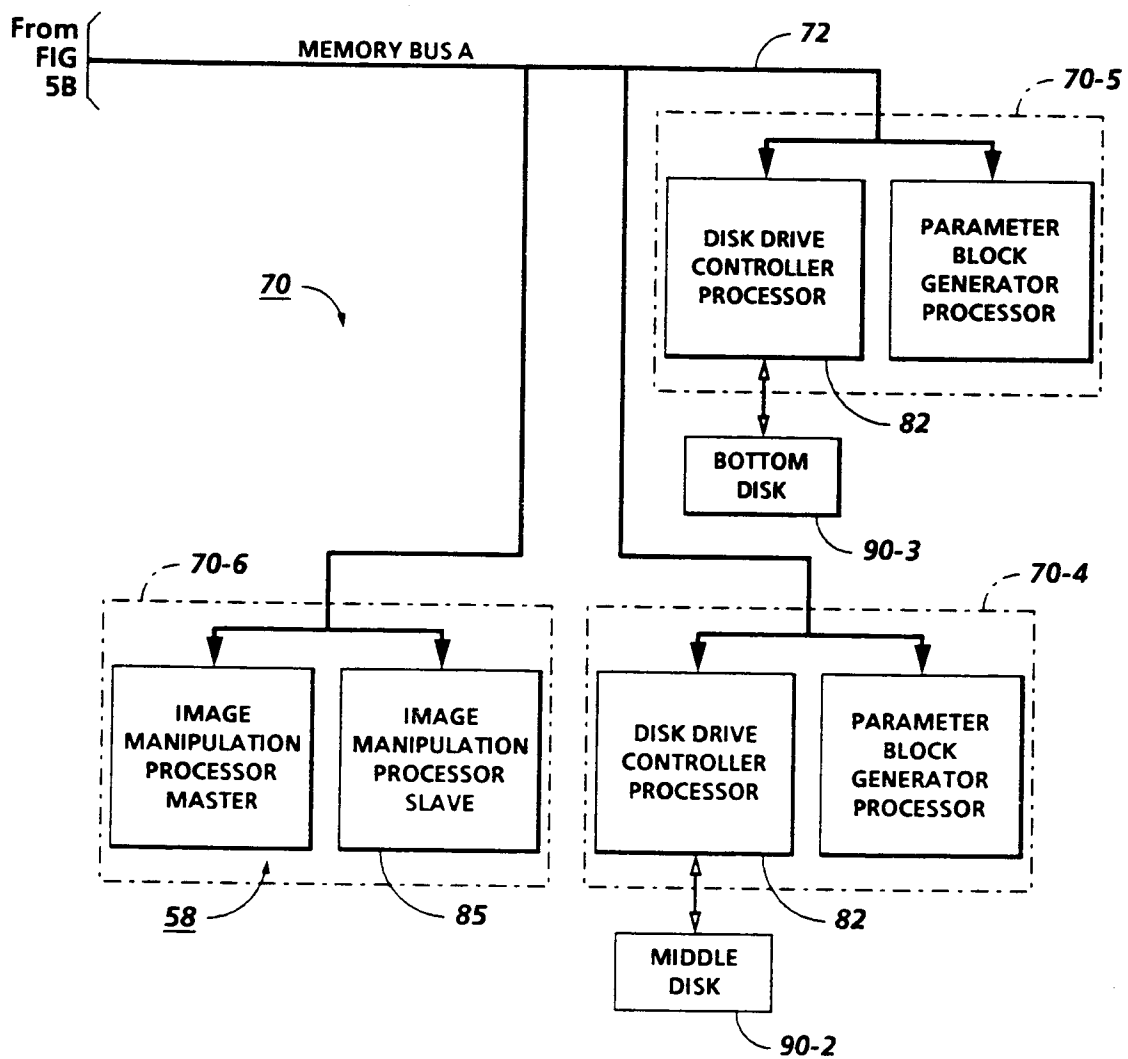 From
FIG
5B
MEMORY BUS A
72
70-5
DISK DRIVE
CONTROLLER
PROCESSOR
PARAMETER
BLOCK
GENERATOR
PROCESSOR
70
82
BOTTOM
DISK
90-3
70-6
70-4
IMAGE
MANIPULATION
PROCESSOR
MASTER
IMAGE
MANIPULATION
PROCESSOR
SLAVE
DISK DRIVE
CONTROLLER
PROCESSOR
PARAMETER
BLOCK
GENERATOR
PROCESSOR
58
85
82
MIDDLE
DISK
90-2